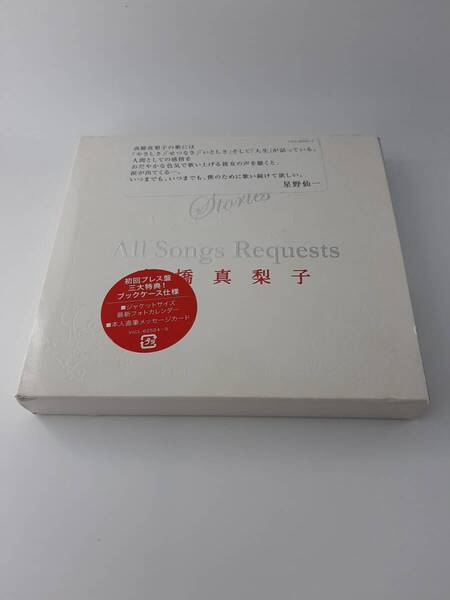 高橋真梨子の歌には
「やさしさ」「せつなさ」「いとしさ」そして「人生」が詰っている。
人間としての感情を
おだやかな色気で歌い上げる彼女の声を聴くと、
涙が出てくる…。
いつまでも、いつまでも、僕のために歌い続けて欲しい。
星野仙一
Stories
All Songs Requests
橋真梨子
初回プレス盤
三大特典!
ブックケース仕様
■ジャケットサイズ
最新フォトカレンダー
■本人直筆メッセージカード